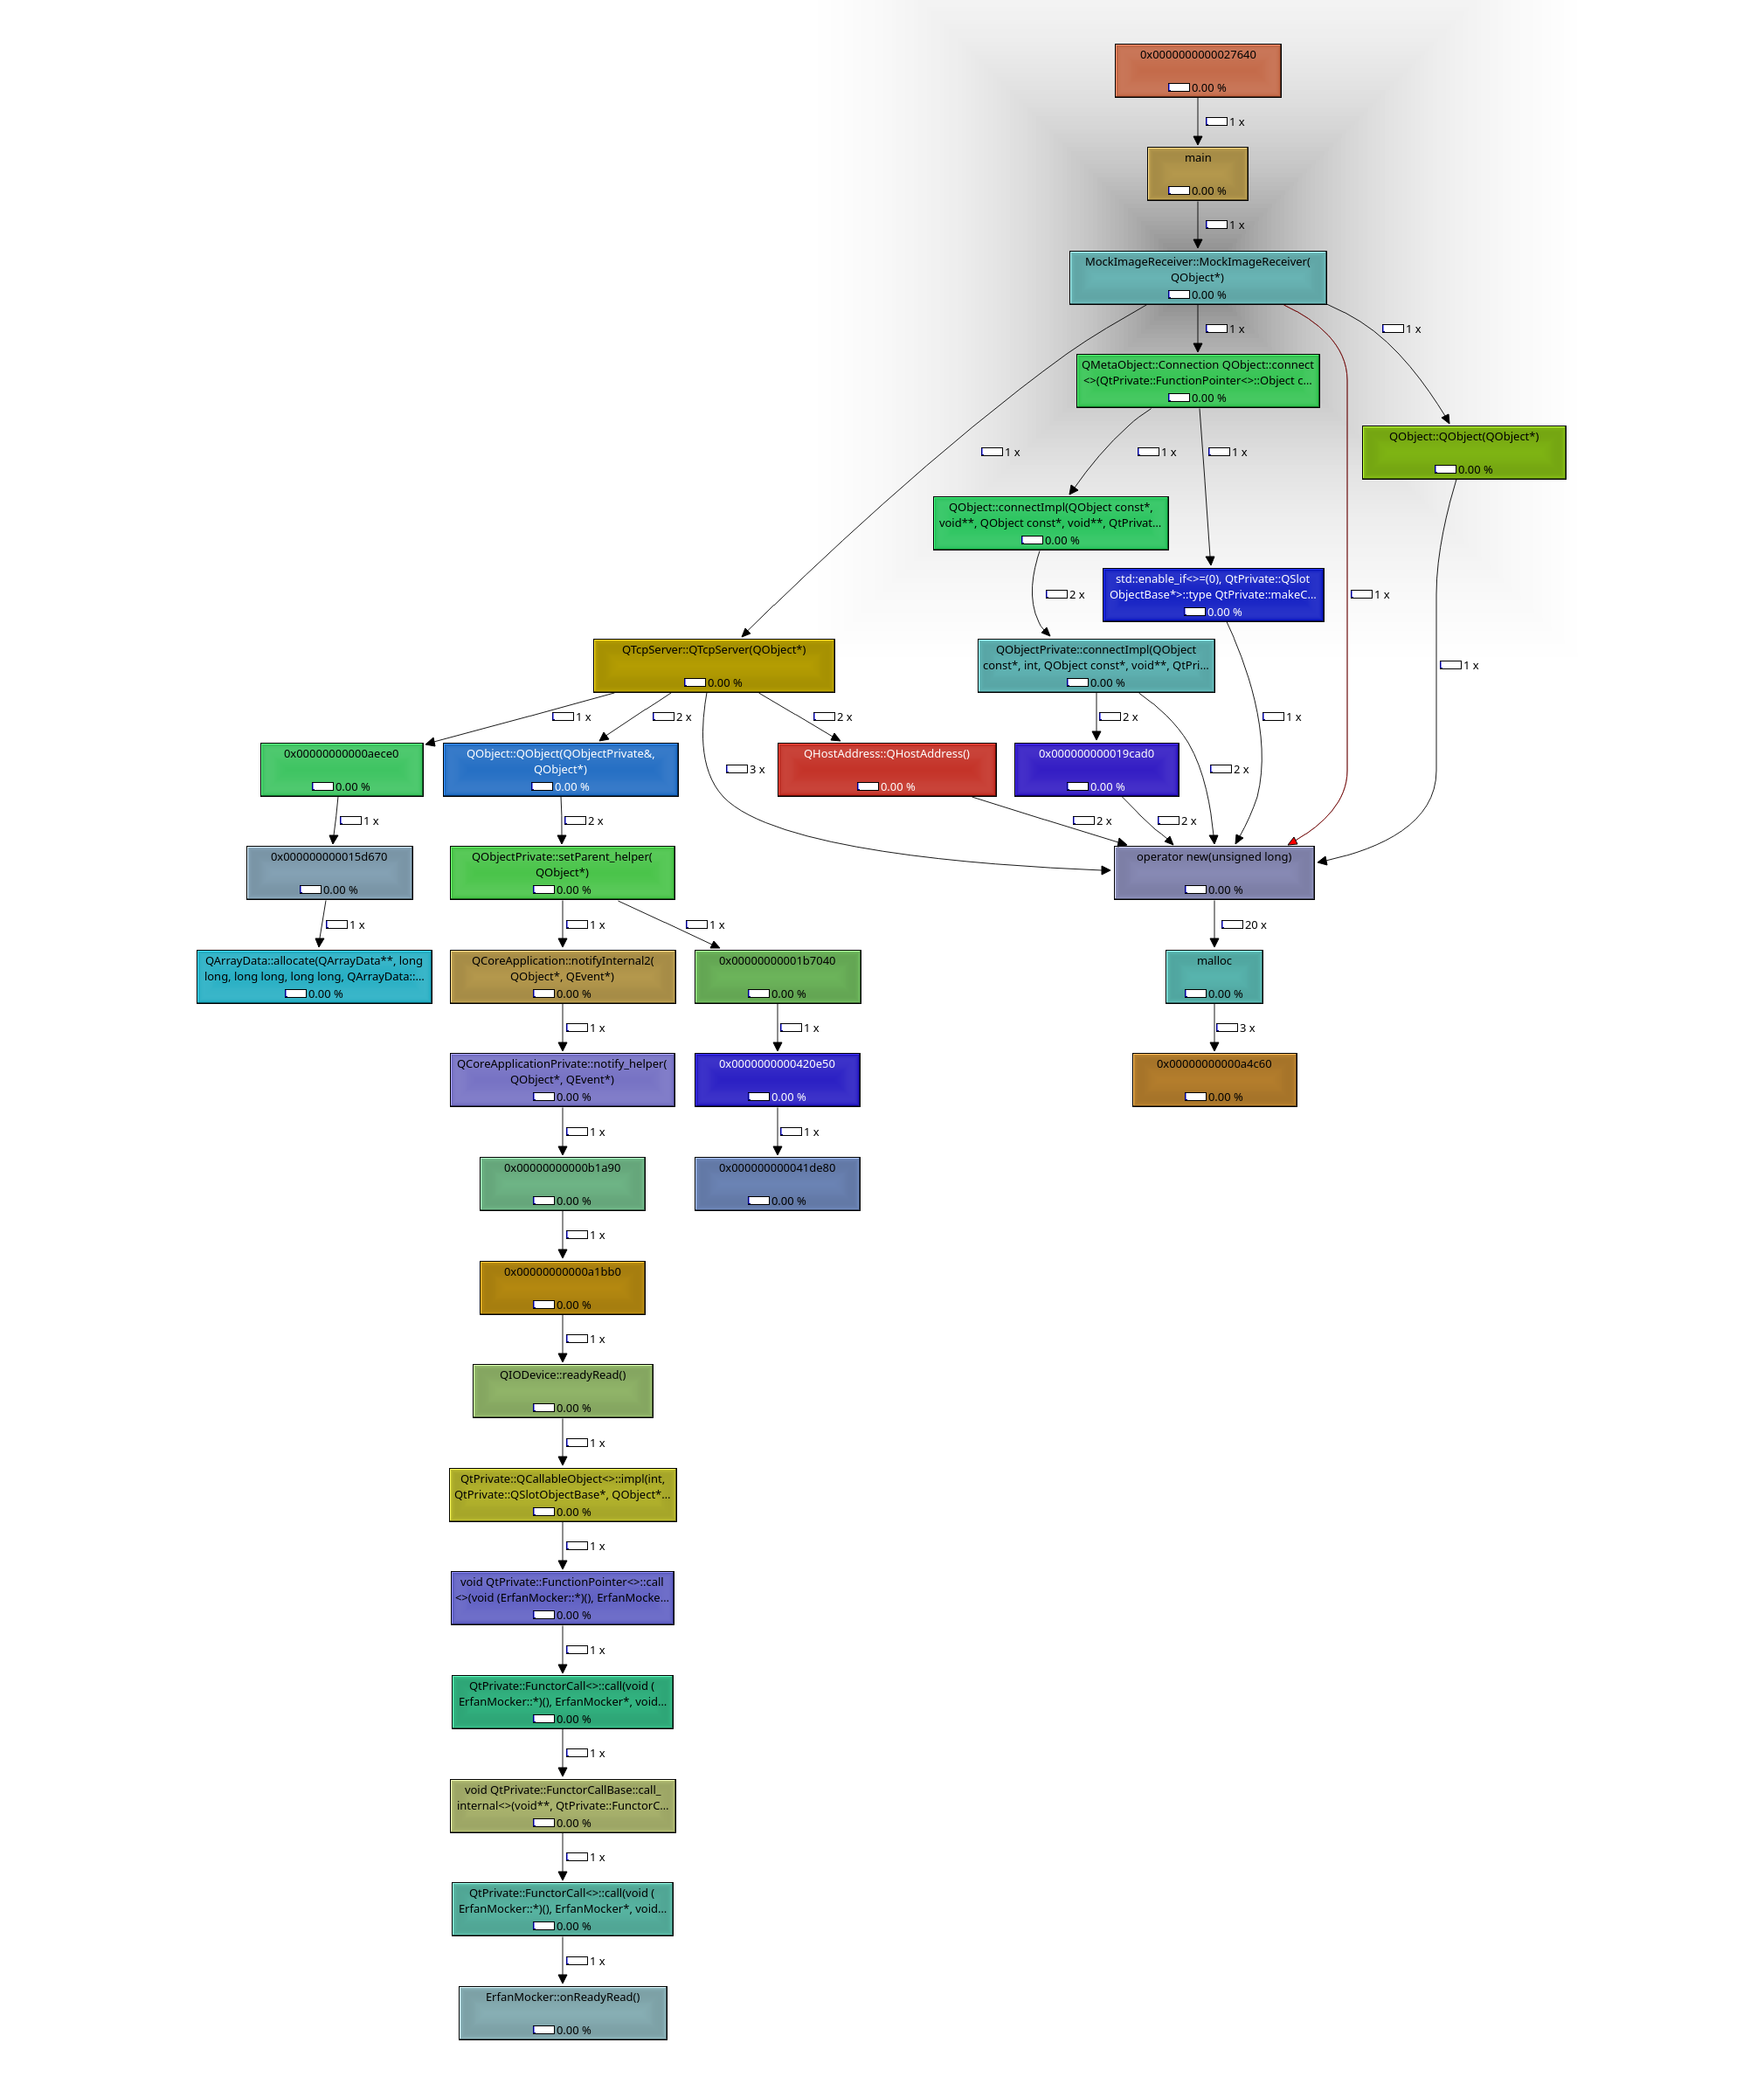 0x0000000000027640
0.00 %
1 x
main
0.00 %
1 x
MockImageReceiver::MockImageReceiver(
QObject*)
0.00 %
1 x
1 x
QMetaObject::Connection QObject::connect
<>(QtPrivate::FunctionPointer<>::Object c...
0.00 %
QObject::QObject(QObject*)
0.00 %
1 x
1 x
1 x
QObject::connectImpl(QObject const*,
void**, QObject const*, void**, QtPrivat...
0.00 %
std::enable_if<>=(0), QtPrivate::QSlot
ObjectBase*>::type QtPrivate::makeC...
0.00 %
2 x
1 x
QTcpServer::QTcpServer(QObject*)
0.00 %
QObjectPrivate::connectImpl(QObject
const*, int, QObject const*, void**, QtPri...
0.00 %
1 x
1 x
2 x
2 x
2 x
1 x
0x00000000000aece0
0.00 %
QObject::QObject(QObjectPrivate&,
QObject*)
0.00 %
3 x
QHostAddress::QHostAddress()
0.00 %
0x000000000019cad0
0.00 %
2 x
1 x
2 x
2 x
2 x
0x000000000015d670
0.00 %
QObjectPrivate::setParent_helper(
QObject*)
0.00 %
operator new(unsigned long)
0.00 %
1 x
1 x
1 x
20 x
QArrayData::allocate(QArrayData**, long
long, long long, long long, QArrayData::...
0.00 %
QCoreApplication::notifyInternal2(
QObject*, QEvent*)
0.00 %
0x00000000001b7040
0.00 %
malloc
0.00 %
1 x
1 x
3 x
QCoreApplicationPrivate::notify_helper(
QObject*, QEvent*)
0.00 %
0x0000000000420e50
0.00 %
0x00000000000a4c60
0.00 %
1 x
1 x
0x00000000000b1a90
0.00 %
0x000000000041de80
0.00 %
1 x
0x00000000000a1bb0
0.00 %
1 x
QIODevice::readyRead()
0.00 %
1 x
QtPrivate::QCallableObject<>::impl(int,
QtPrivate::QSlotObjectBase*, QObject*...
0.00 %
1 x
void QtPrivate::FunctionPointer<>::call
<>(void (ErfanMocker::*)(), ErfanMocke...
0.00 %
1 x
QtPrivate::FunctorCall<>::call(void (
ErfanMocker::*)(), ErfanMocker*, void...
0.00 %
1 x
void QtPrivate::FunctorCallBase::call_
internal<>(void**, QtPrivate::FunctorC...
0.00 %
1 x
QtPrivate::FunctorCall<>::call(void (
ErfanMocker::*)(), ErfanMocker*, void...
0.00 %
1 x
ErfanMocker::onReadyRead()
0.00 %